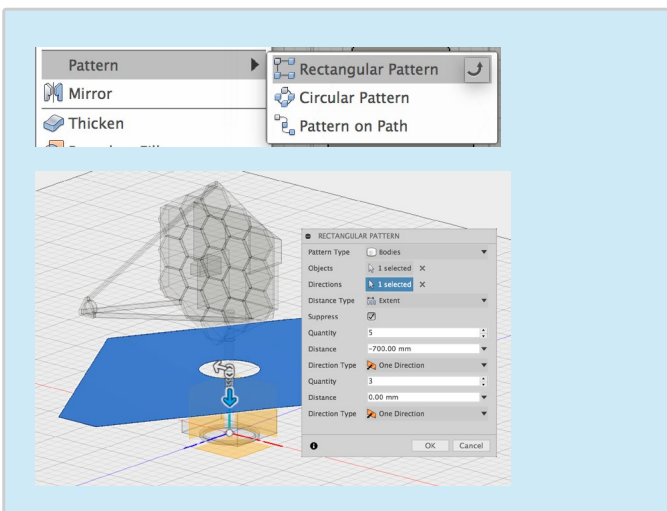 Pattern
Rectangular Pattern
Mirror
Circular Pattern
Thicken
Pattern on Path
RECTANGULAR PATTERN
Pattern Type Bodies
Objects 1 selected ×
Directions 1 selected ×
Distance Type Extent
Suppress
Quantity 5
Distance -700.00 mm
Direction Type One Direction
Quantity 3
Distance 0.00 mm
Direction Type One Direction
OK Cancel